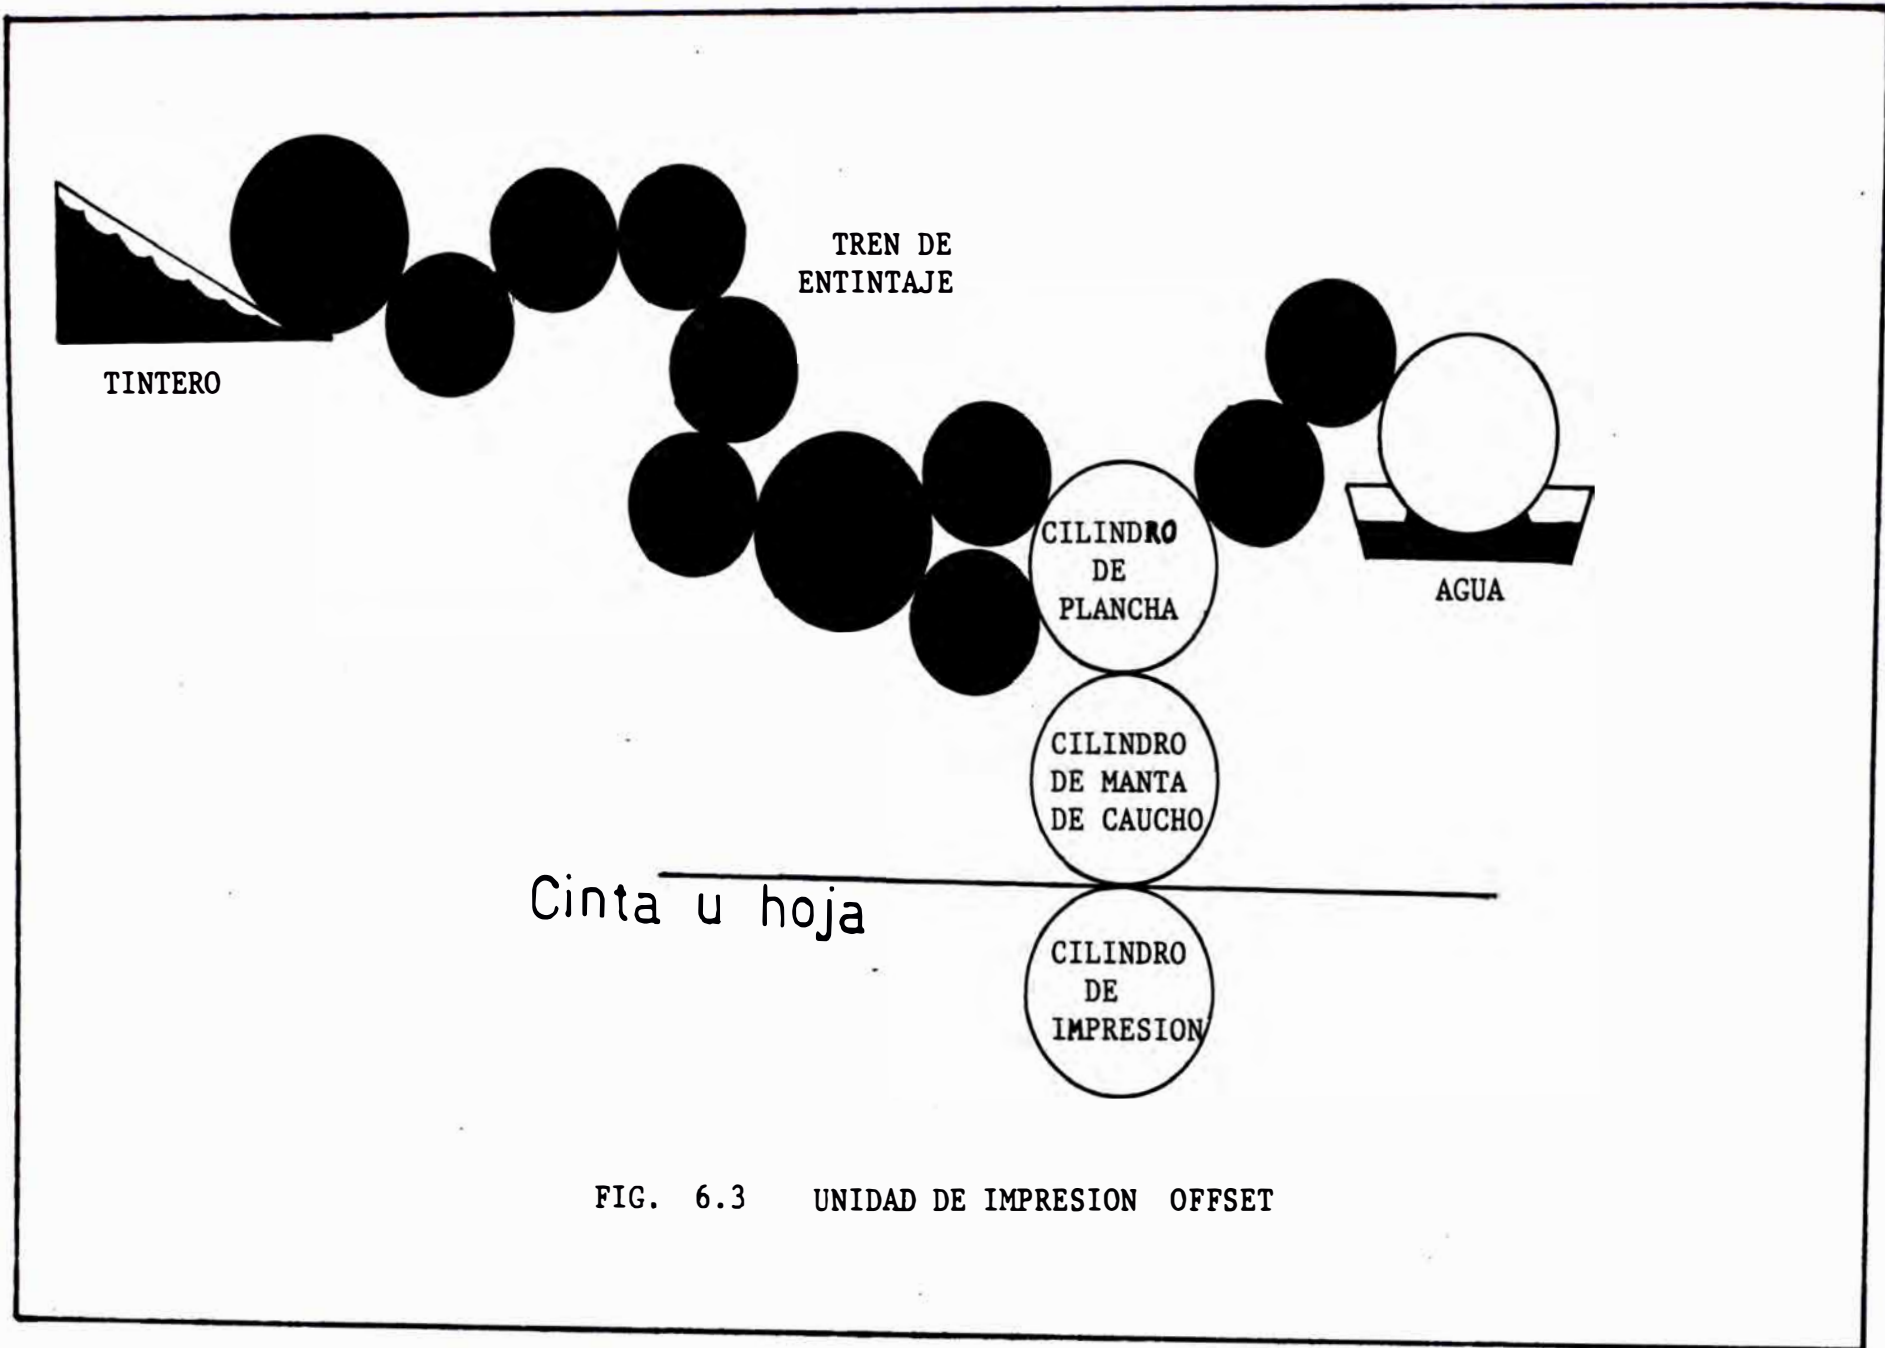 TREN DE
ENTINTAJE
TINTERO
CILINDRO
DE
PLANCHA
AGUA
CILINDRO
DE MANTA
DE CAUCHO
Cinta u hoja
CILINDRO
DE
IMPRESION
FIG. 6.3 UNIDAD DE IMPRESION OFFSET